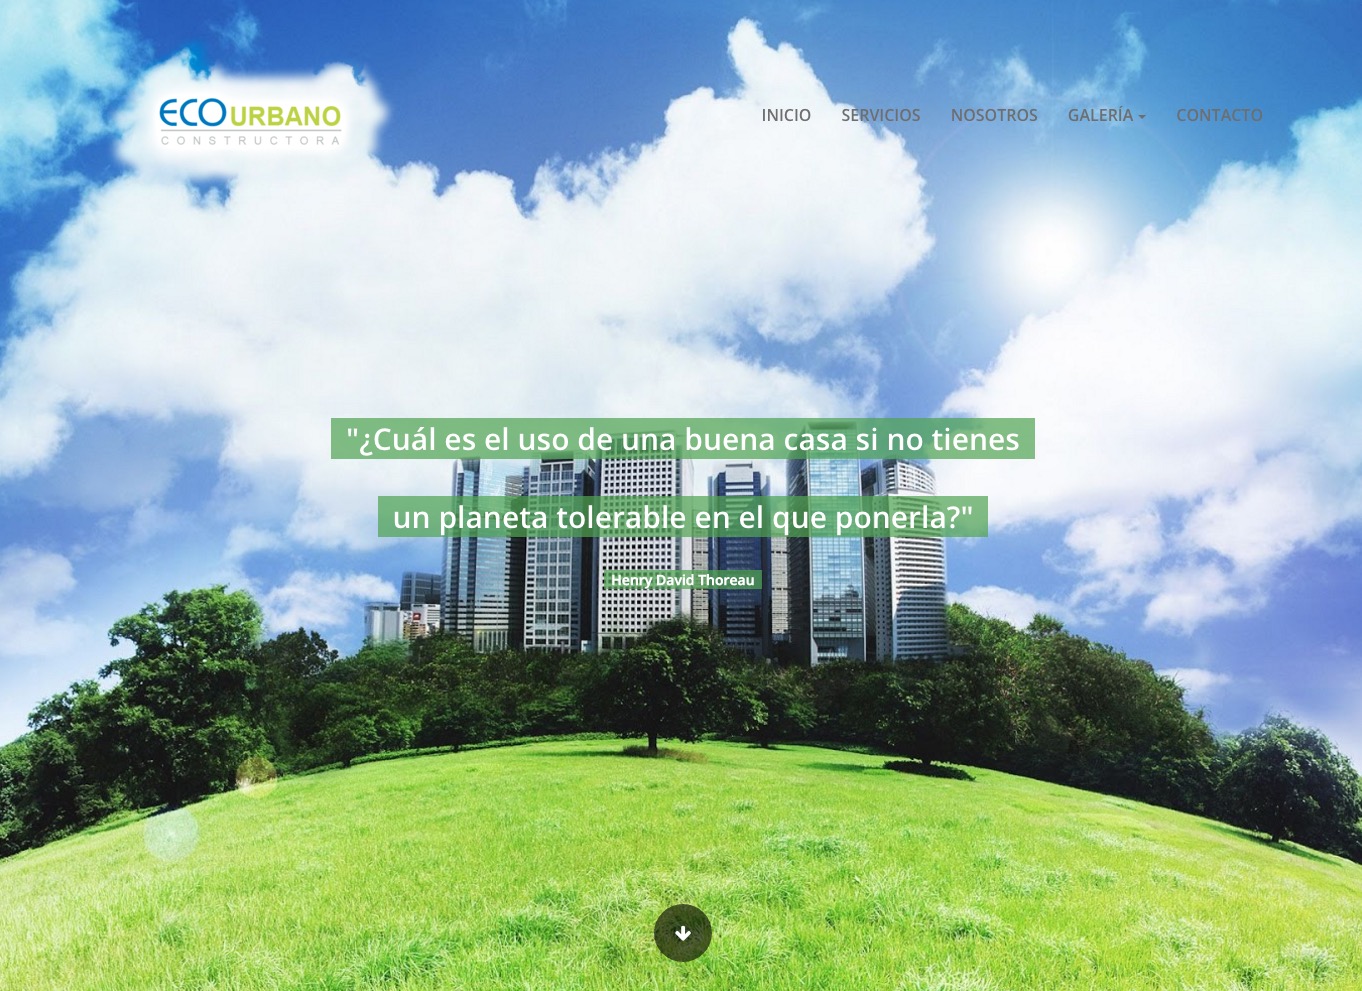 ECOURBANO
CONSTRUCTORA
INICIO SERVICIOS NOSOTROS GALERÍA CONTACTO
"¿Cuál es el uso de una buena casa si no tienes
un planeta tolerable en el que ponerla?"
Henry David Thoreau